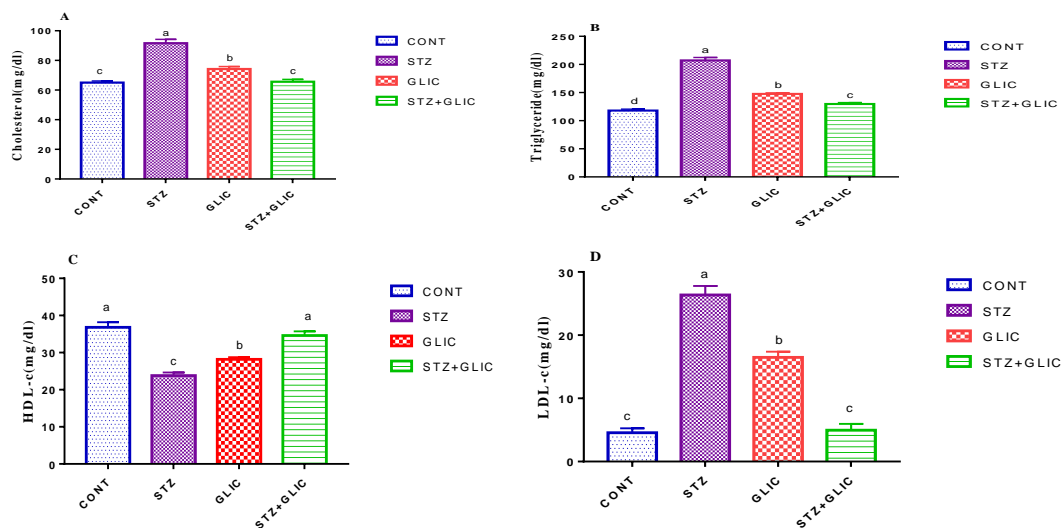 A
Cholesterol(mg/dl)
100
80
60
40
20
0
c
a
b
c
CONT
STZ
GLIC
STZ+GLIC
CONT
STZ
GLIC
STZ+GLIC
B
Triglyceride(mg/dl)
250
200
150
100
50
0
d
a
b
c
CONT
STZ
GLIC
STZ+GLIC
CONT
STZ
GLIC
STZ+GLIC
C
HDL-c(mg/dl)
50
40
30
20
10
0
a
c
b
a
CONT
STZ
GLIC
STZ+GLIC
CONT
STZ
GLIC
STZ+GLIC
D
LDL-c(mg/dl)
30
20
10
0
c
a
b
c
CONT
STZ
GLIC
STZ+GLIC
CONT
STZ
GLIC
STZ+GLIC